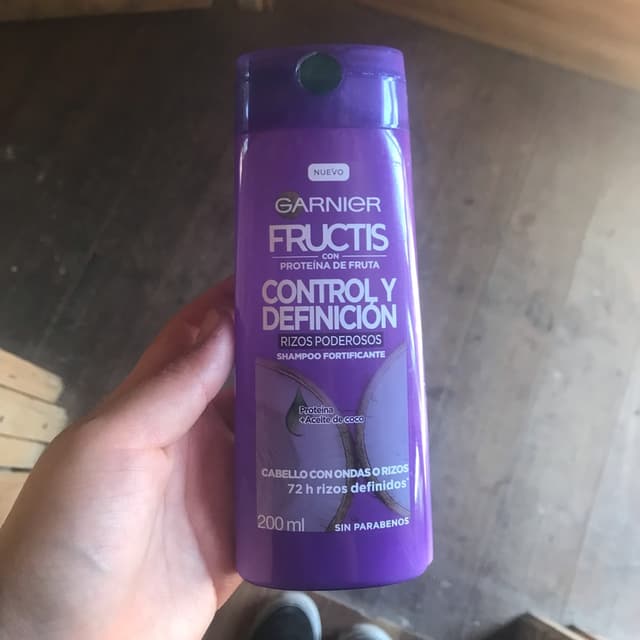 NUEVO
GARNIER
FRUCTIS
CON
PROTEÍNA DE FRUTA
CONTROL Y
DEFINICIÓN
RIZOS PODEROSOS
SHAMPOO FORTIFICANTE
Proteína
+Aceite de coco
CABELLO CON ONDAS O RIZOS
72 h rizos definidos*
200 ml
SIN PARABENOS